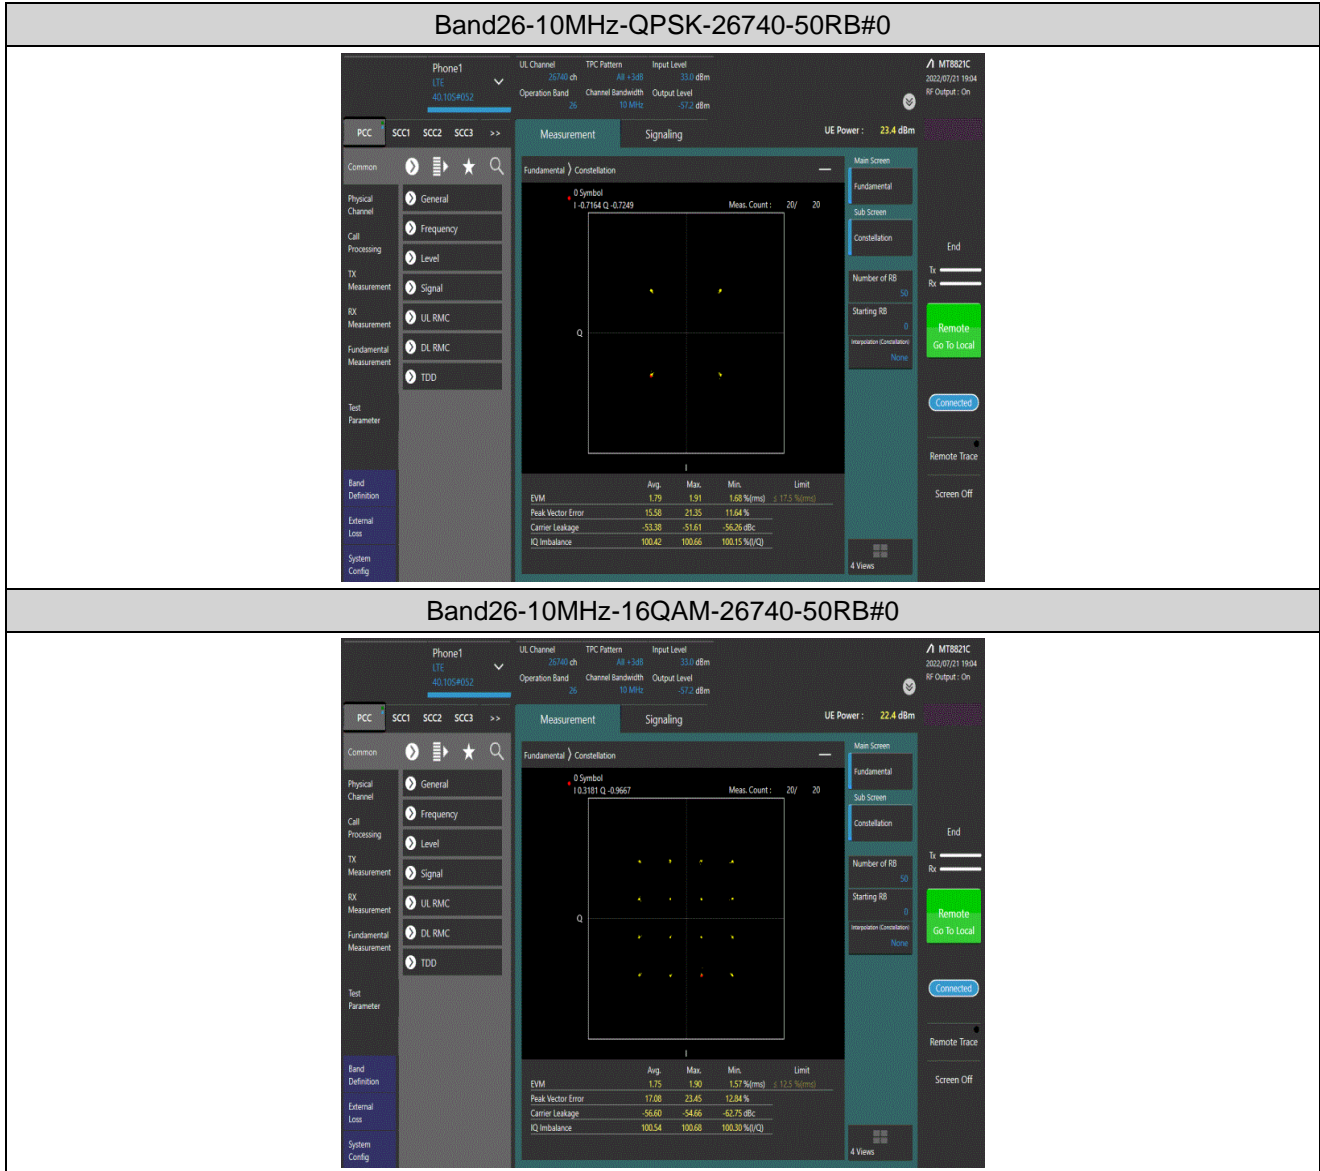 Band26-10MHz-QPSK-26740-50RB#0
Phone1
LTE
40.105#052
UL Channel TPC Pattern Input Level
26740 ch All +3dB 33.0 dBm
Operation Band Channel Bandwidth Output Level
26 10 MHz -57.2 dBm
MT8821C
2022/07/21 19:04
RF Output : On
PCC SCC1 SCC2 SCC3 >>
Measurement Signaling
UE Power : 23.4 dBm
Common
Physical
Channel
Call
Processing
TX
Measurement
RX
Measurement
Fundamental
Measurement
Test
Parameter
Band
Definition
External
Loss
System
Config
General
Frequency
Level
Signal
UL RMC
DL RMC
TDD
Fundamental Constellation
0 Symbol
I -0.7164 Q -0.7249 Meas. Count : 20/ 20
Q
I
Avg. Max. Min. Limit
EVM 1.79 1.91 1.68 %(rms) ≤ 17.5 %(rms)
Peak Vector Error 15.58 21.35 11.64 %
Carrier Leakage -53.38 -51.61 -56.26 dBc
IQ Imbalance 100.42 100.66 100.15 %(I/Q)
Main Screen
Fundamental
Sub Screen
Constellation
Number of RB
50
Starting RB
0
Interpolation (Constellation)
None
4 Views
End
Tx
Rx
Remote
Go To Local
Connected
Remote Trace
Screen Off
Band26-10MHz-16QAM-26740-50RB#0
Phone1
LTE
40.105#052
UL Channel TPC Pattern Input Level
26740 ch All +3dB 33.0 dBm
Operation Band Channel Bandwidth Output Level
26 10 MHz -57.2 dBm
MT8821C
2022/07/21 19:04
RF Output : On
PCC SCC1 SCC2 SCC3 >>
Measurement Signaling
UE Power : 22.4 dBm
Common
Physical
Channel
Call
Processing
TX
Measurement
RX
Measurement
Fundamental
Measurement
Test
Parameter
Band
Definition
External
Loss
System
Config
General
Frequency
Level
Signal
UL RMC
DL RMC
TDD
Fundamental Constellation
0 Symbol
I 0.3181 Q -0.9667 Meas. Count : 20/ 20
Q
I
Avg. Max. Min. Limit
EVM 1.75 1.90 1.57 %(rms) ≤ 12.5 %(rms)
Peak Vector Error 17.08 23.45 12.84 %
Carrier Leakage -56.60 -54.66 -62.75 dBc
IQ Imbalance 100.54 100.68 100.30 %(I/Q)
Main Screen
Fundamental
Sub Screen
Constellation
Number of RB
50
Starting RB
0
Interpolation (Constellation)
None
4 Views
End
Tx
Rx
Remote
Go To Local
Connected
Remote Trace
Screen Off